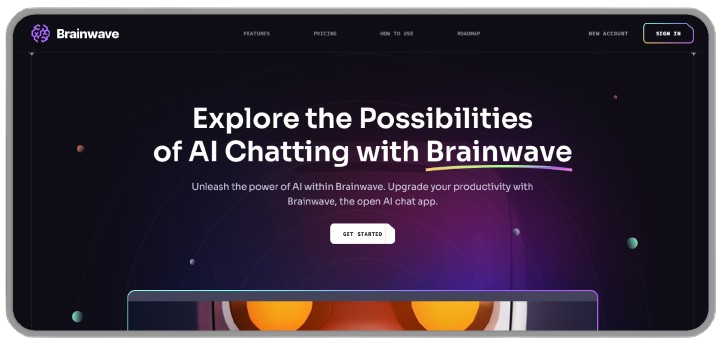 Brainwave
FEATURES
PRICING
HOW TO USE
ROADMAP
NEW ACCOUNT
SIGN IN
Explore the Possibilities
of AI Chatting with Brainwave
Unleash the power of AI within Brainwave. Upgrade your productivity with
Brainwave, the open AI chat app.
GET STARTED